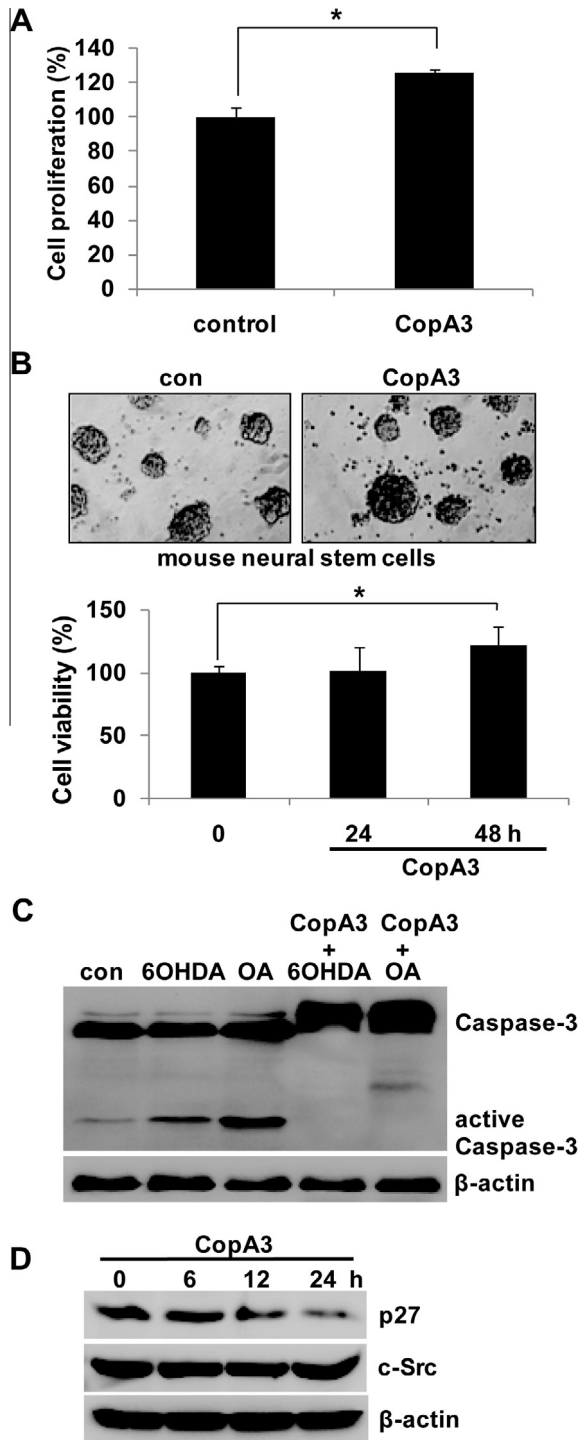 A
*
Cell proliferation (%)
140
120
100
80
60
40
20
0
control CopA3
B
con CopA3
mouse neural stem cells
*
Cell viability (%)
150
100
50
0
0 24 48 h
CopA3
C
CopA3 CopA3
+ +
con 6OHDA OA 6OHDA OA
Caspase-3
active
Caspase-3
β-actin
D
CopA3
0 6 12 24 h
p27
c-Src
β-actin